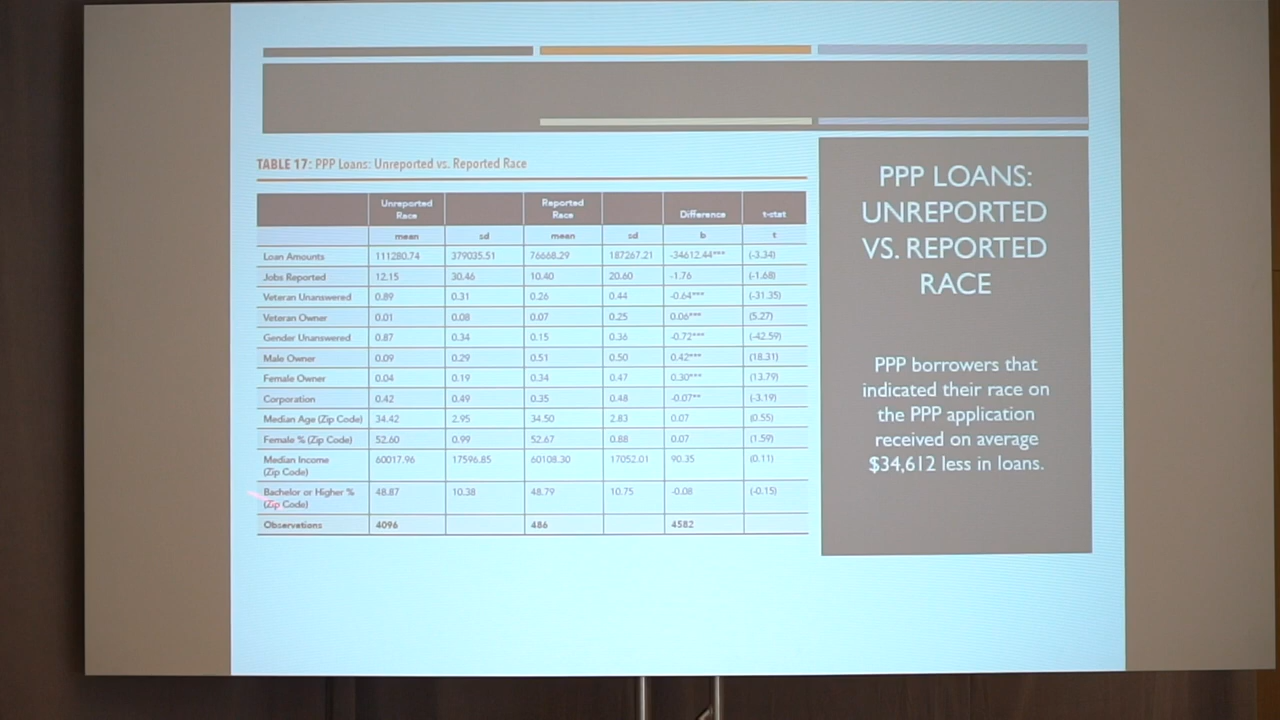 TABLE 17: PPP Loans: Unreported vs. Reported Race
Unreported Race Reported Race Difference t-stat
mean sd mean sd b t
Loan Amounts 111280.74 379035.51 76668.29 187267.21 -34612.44*** (-3.34)
Jobs Reported 12.15 30.46 10.40 20.60 -1.76 (-1.68)
Veteran Unanswered 0.89 0.31 0.26 0.44 -0.64*** (-31.35)
Veteran Owner 0.01 0.08 0.07 0.25 0.06*** (5.27)
Gender Unanswered 0.87 0.34 0.15 0.36 -0.72*** (-42.59)
Male Owner 0.09 0.29 0.51 0.50 0.42*** (18.31)
Female Owner 0.04 0.19 0.34 0.47 0.30*** (13.79)
Corporation 0.42 0.49 0.35 0.48 -0.07** (-3.19)
Median Age (Zip Code) 34.42 2.95 34.50 2.83 0.07 (0.55)
Female % (Zip Code) 52.60 0.99 52.67 0.88 0.07 (1.59)
Median Income 60017.96 17596.85 60108.30 17052.01 90.35 (0.11)
(Zip Code)
Bachelor or Higher % 48.87 10.38 48.79 10.75 -0.08 (-0.15)
(Zip Code)
Observations 4096 486 4582
PPP LOANS:
UNREPORTED
VS. REPORTED
RACE
PPP borrowers that
indicated their race on
the PPP application
received on average
$34,612 less in loans.